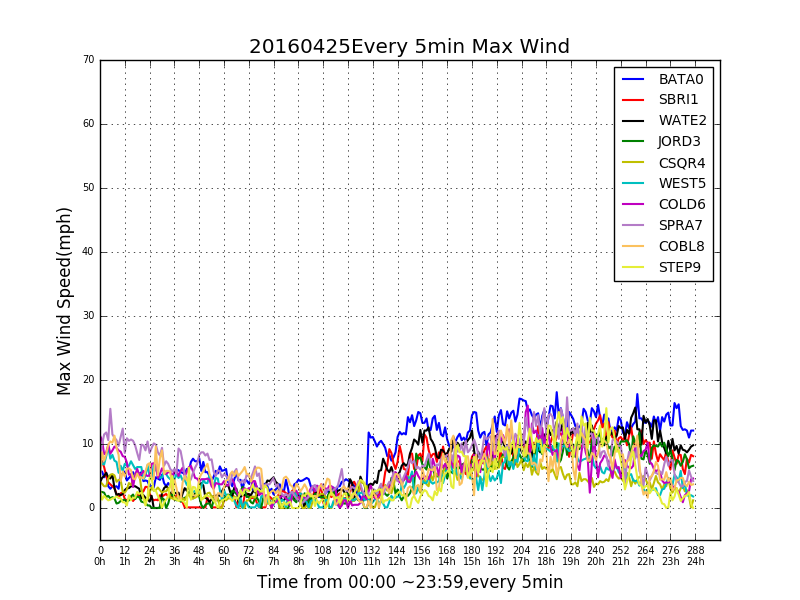 20160425Every 5min Max Wind
Max Wind Speed(mph)
70
60
50
40
30
20
10
0
BATA0
SBRI1
WATE2
JORD3
CSQR4
WEST5
COLD6
SPRA7
COBL8
STEP9
0 12 24 36 48 60 72 84 96 108 120 132 144 156 168 180 192 204 216 228 240 252 264 276 288
0h 1h 2h 3h 4h 5h 6h 7h 8h 9h 10h 11h 12h 13h 14h 15h 16h 17h 18h 19h 20h 21h 22h 23h 24h
Time from 00:00 ~23:59,every 5min